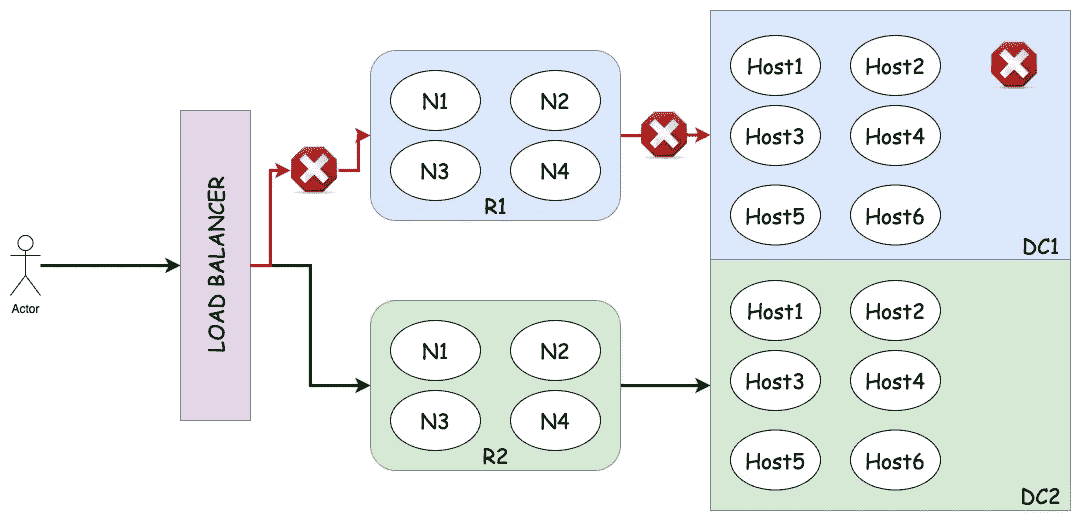 Actor
LOAD BALANCER
N1
N2
N3
N4
R1
N1
N2
N3
N4
R2
Host1
Host2
Host3
Host4
Host5
Host6
DC1
Host1
Host2
Host3
Host4
Host5
Host6
DC2